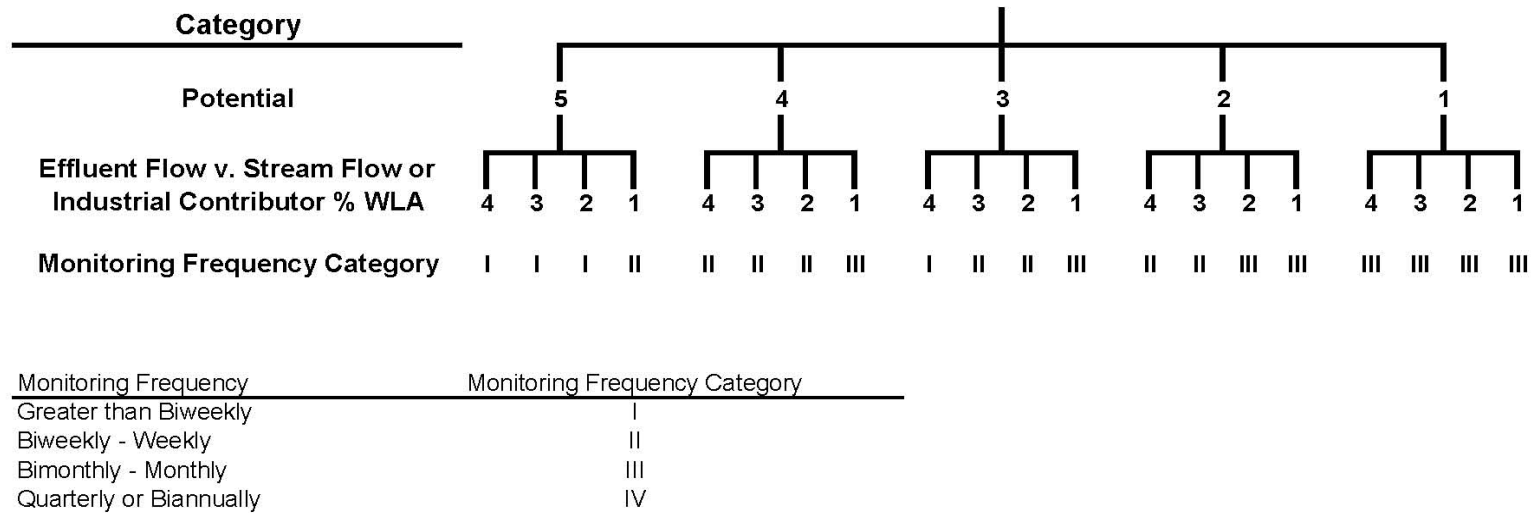 Category
Potential 5 4 3 2 1
Effluent Flow v. Stream Flow or
Industrial Contributor % WLA 4 3 2 1 4 3 2 1 4 3 2 1 4 3 2 1 4 3 2 1
Monitoring Frequency Category I I I II II II II III I II II III II II III III III III III III
Monitoring Frequency Monitoring Frequency Category
Greater than Biweekly I
Biweekly - Weekly II
Bimonthly - Monthly III
Quarterly or Biannually IV